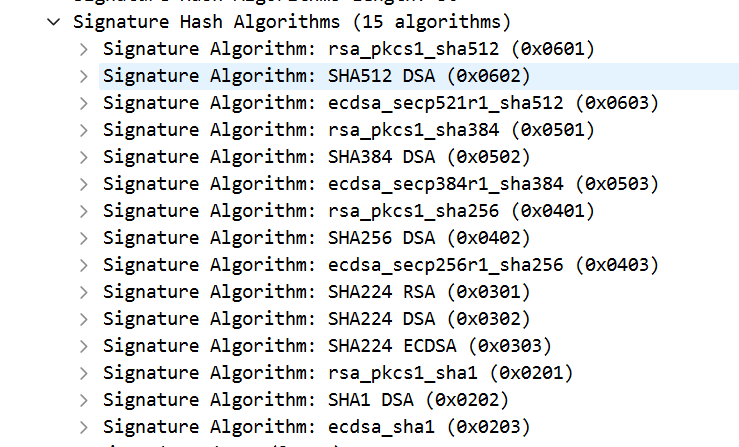 Signature Hash Algorithms (15 algorithms)
Signature Algorithm: rsa_pkcs1_sha512 (0x0601)
Signature Algorithm: SHA512 DSA (0x0602)
Signature Algorithm: ecdsa_secp521r1_sha512 (0x0603)
Signature Algorithm: rsa_pkcs1_sha384 (0x0501)
Signature Algorithm: SHA384 DSA (0x0502)
Signature Algorithm: ecdsa_secp384r1_sha384 (0x0503)
Signature Algorithm: rsa_pkcs1_sha256 (0x0401)
Signature Algorithm: SHA256 DSA (0x0402)
Signature Algorithm: ecdsa_secp256r1_sha256 (0x0403)
Signature Algorithm: SHA224 RSA (0x0301)
Signature Algorithm: SHA224 DSA (0x0302)
Signature Algorithm: SHA224 ECDSA (0x0303)
Signature Algorithm: rsa_pkcs1_sha1 (0x0201)
Signature Algorithm: SHA1 DSA (0x0202)
Signature Algorithm: ecdsa_sha1 (0x0203)